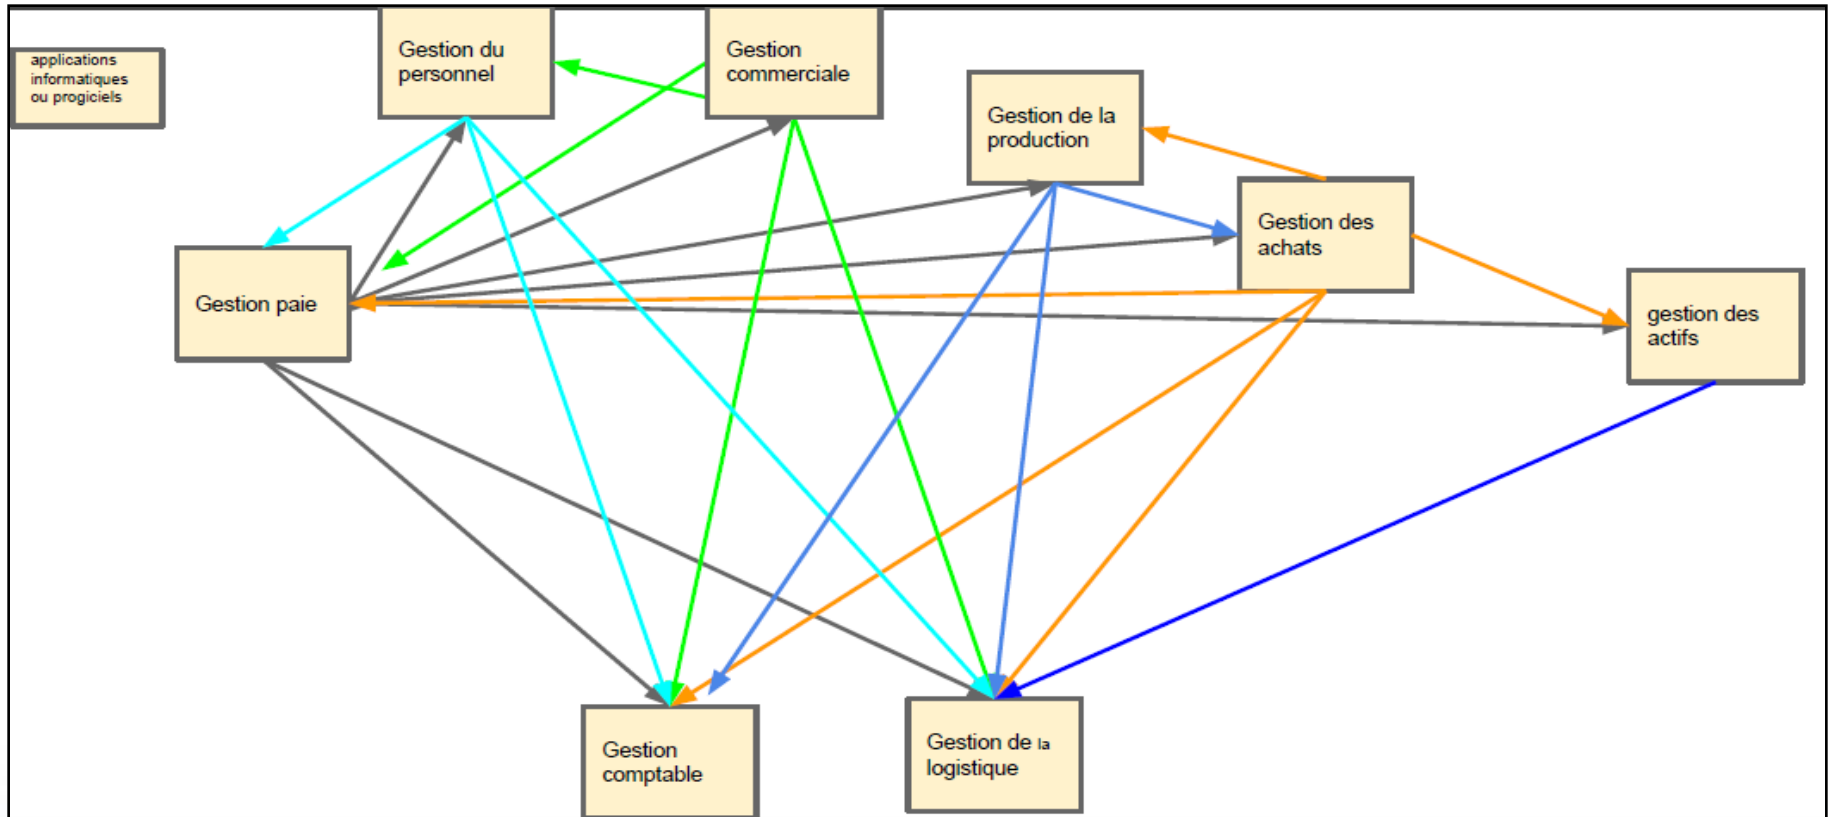 applications
informatiques
ou progiciels
Gestion du
personnel
Gestion
commerciale
Gestion de la
production
Gestion des
achats
Gestion paie
gestion des
actifs
Gestion
comptable
Gestion de la
logistique